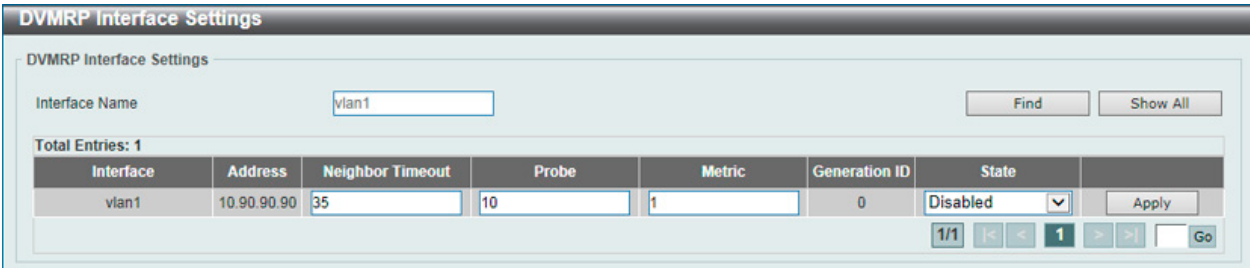 DVMRP Interface Settings
DVMRP Interface Settings
Interface Name vlan1 Find Show All
Total Entries: 1
Interface Address Neighbor Timeout Probe Metric Generation ID State
vlan1 10.90.90.90 35 10 1 0 Disabled Apply
1/1 |< < 1 > >| Go